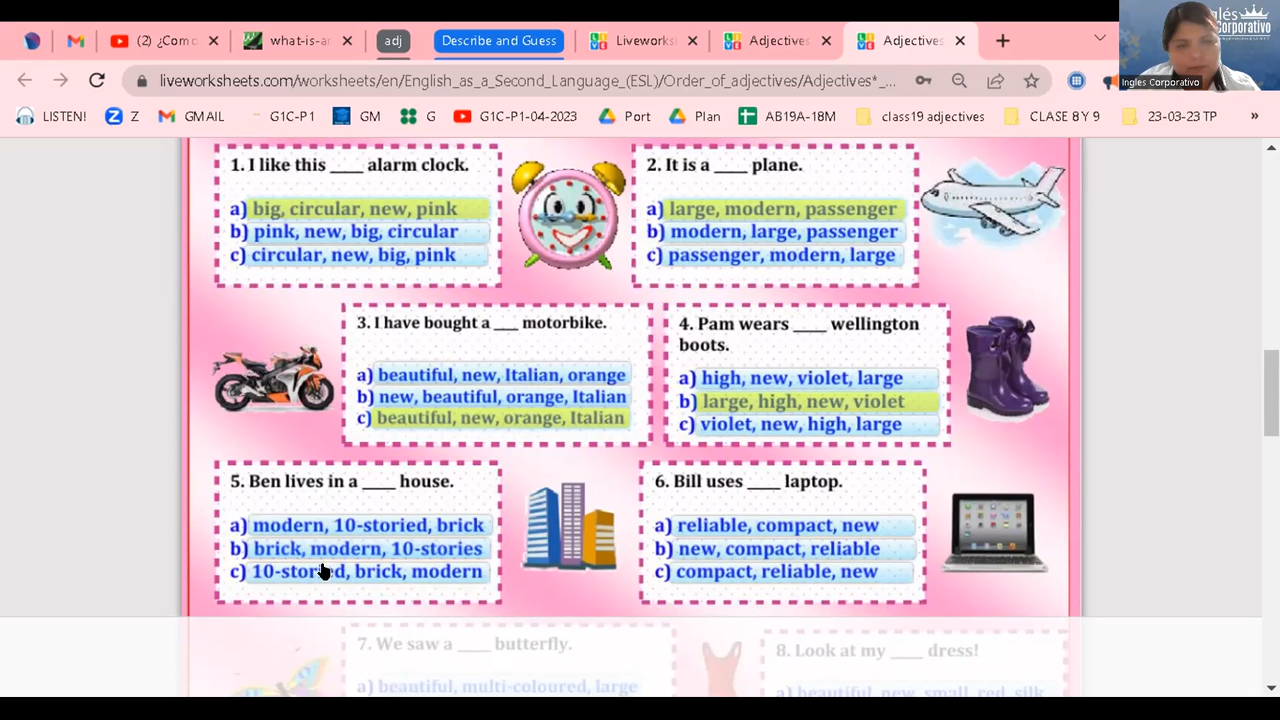 (2) ¿Com
what-is-ar
adj
Describe and Guess
Liveworks
Adjectives
Adjectives
Inglés Corporativo
liveworksheets.com/worksheets/en/English_as_a_Second_Language_(ESL)/Order_of_adjectives/Adjectives*_...
LISTEN!
Z
GMAIL
G1C-P1
GM
G
G1C-P1-04-2023
Port
Plan
AB19A-18M
class19 adjectives
CLASE 8 Y 9
23-03-23 TP
»
1. I like this ____ alarm clock.
a) big, circular, new, pink
b) pink, new, big, circular
c) circular, new, big, pink
2. It is a ____ plane.
a) large, modern, passenger
b) modern, large, passenger
c) passenger, modern, large
3. I have bought a ___ motorbike.
a) beautiful, new, Italian, orange
b) new, beautiful, orange, Italian
c) beautiful, new, orange, Italian
4. Pam wears ____ wellington
boots.
a) high, new, violet, large
b) large, high, new, violet
c) violet, new, high, large
5. Ben lives in a ____ house.
a) modern, 10-storied, brick
b) brick, modern, 10-stories
c) 10-storied, brick, modern
6. Bill uses ____ laptop.
a) reliable, compact, new
b) new, compact, reliable
c) compact, reliable, new
7. We saw a ____ butterfly.
a) beautiful, multi-coloured, large
8. Look at my ____ dress!
a) beautiful, new, small, red, silk